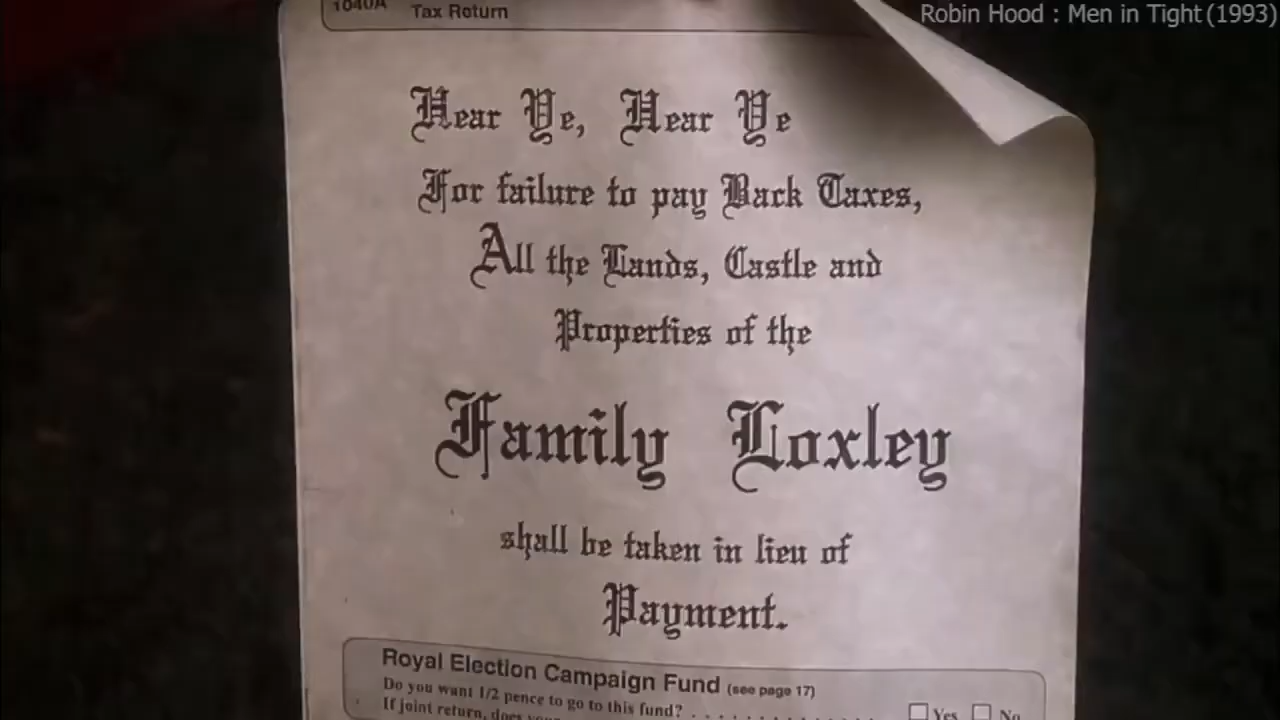 Robin Hood : Men in Tight (1993)
1040A Tax Return
Hear Ye, Hear Ye
For failure to pay Back Taxes,
All the Lands, Castle and
Properties of the
Family Loxley
shall be taken in lieu of
Payment.
Royal Election Campaign Fund (see page 17)
Do you want 1/2 pence to go to this fund? . . . . . . . . . . . . . Yes No
If joint return, does your